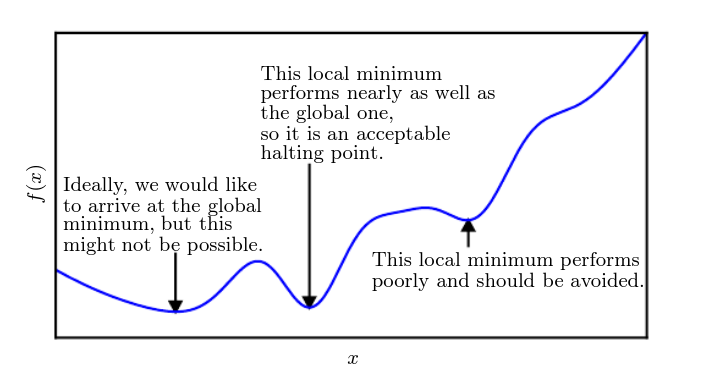 This local minimum
performs nearly as well as
the global one,
so it is an acceptable
halting point.
Ideally, we would like
to arrive at the global
minimum, but this
might not be possible.
This local minimum performs
poorly and should be avoided.
f(x)
x